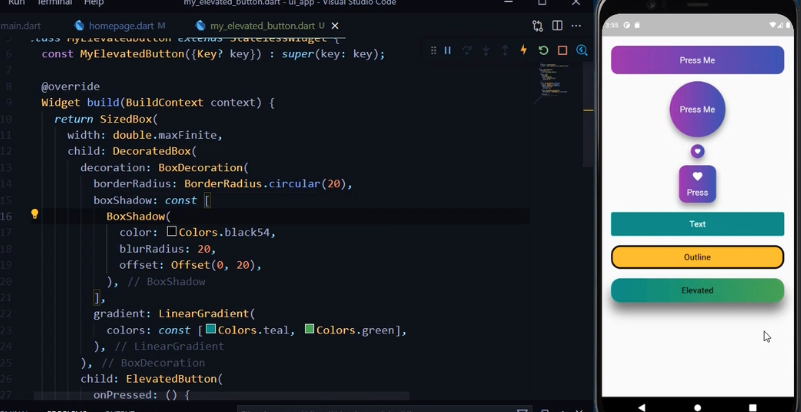 Run Terminal Help my_elevated_button.dart - ui_app - Visual Studio Code
main.dart homepage.dart M my_elevated_button.dart U
class MyElevatedButton extends StatelessWidget {
6 const MyElevatedButton({Key? key}) : super(key: key);
7
8 @override
9 Widget build(BuildContext context) {
10 return SizedBox(
11 width: double.maxFinite,
12 child: DecoratedBox(
13 decoration: BoxDecoration(
14 borderRadius: BorderRadius.circular(20),
15 boxShadow: const [
16 BoxShadow(
17 color: Colors.black54,
18 blurRadius: 20,
19 offset: Offset(0, 20),
20 ), // BoxShadow
21 ],
22 gradient: LinearGradient(
23 colors: const [Colors.teal, Colors.green],
24 ), // LinearGradient
25 ), // BoxDecoration
26 child: ElevatedButton(
27 onPressed: () {
Press Me
Press Me
Press
Text
Outline
Elevated